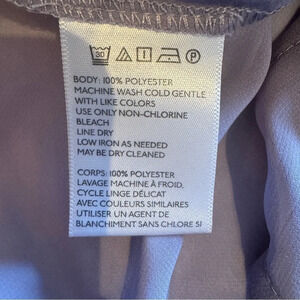 30
BODY: 100% POLYESTER
MACHINE WASH COLD GENTLE
WITH LIKE COLORS
USE ONLY NON-CHLORINE
BLEACH
LINE DRY
LOW IRON AS NEEDED
MAY BE DRY CLEANED
CORPS: 100% POLYESTER
LAVAGE MACHINE À FROID,
CYCLE LINGE DÉLICAT
AVEC COULEURS SIMILAIRES
UTILISER UN AGENT DE
BLANCHIMENT SANS CHLORE SI